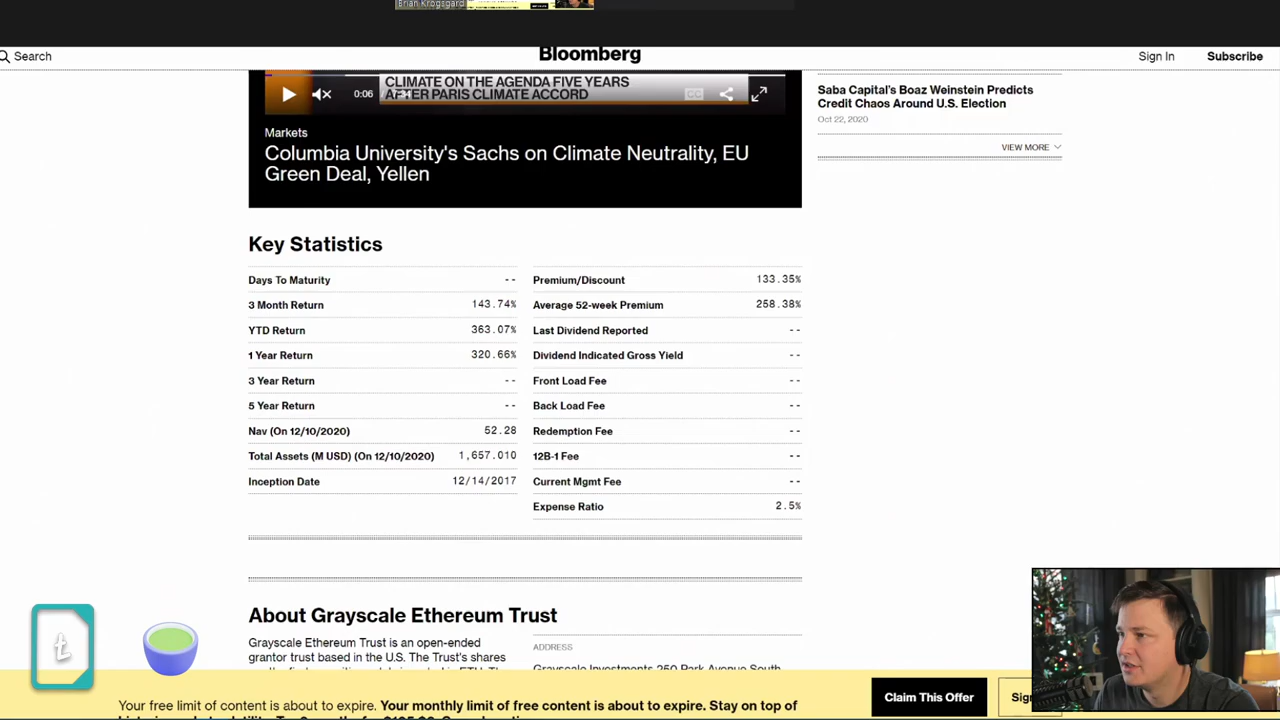 Brian Krogsgard
Search
Bloomberg
Sign In
Subscribe
CLIMATE ON THE AGENDA FIVE YEARS
AFTER PARIS CLIMATE ACCORD
0:06
CC
Markets
Columbia University's Sachs on Climate Neutrality, EU
Green Deal, Yellen
Saba Capital's Boaz Weinstein Predicts
Credit Chaos Around U.S. Election
Oct 22, 2020
VIEW MORE
Key Statistics
Days To Maturity --
3 Month Return 143.74%
YTD Return 363.07%
1 Year Return 320.66%
3 Year Return --
5 Year Return --
Nav (On 12/10/2020) 52.28
Total Assets (M USD) (On 12/10/2020) 1,657.010
Inception Date 12/14/2017
Premium/Discount 133.35%
Average 52-week Premium 258.38%
Last Dividend Reported --
Dividend Indicated Gross Yield --
Front Load Fee --
Back Load Fee --
Redemption Fee --
12B-1 Fee --
Current Mgmt Fee --
Expense Ratio 2.5%
About Grayscale Ethereum Trust
Grayscale Ethereum Trust is an open-ended
grantor trust based in the U.S. The Trust's shares
ADDRESS
Grayscale Investments 250 Park Avenue South
Your free limit of content is about to expire. Your monthly limit of free content is about to expire. Stay on top of
Claim This Offer